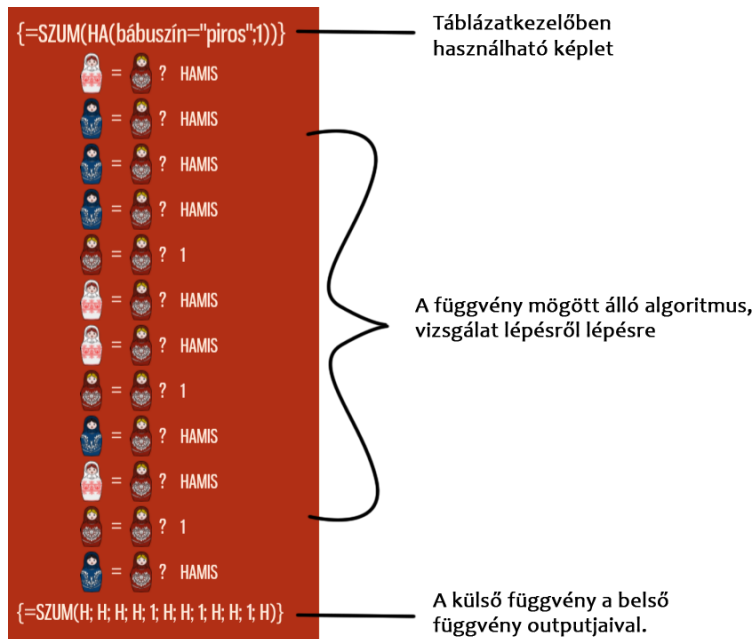 {=SZUM(HA(bábuszín="piros";1))}
Táblázatkezelőben
használható képlet
= ? HAMIS
= ? HAMIS
= ? HAMIS
= ? HAMIS
= ? 1
= ? HAMIS
= ? HAMIS
= ? 1
= ? HAMIS
= ? HAMIS
= ? 1
= ? HAMIS
A függvény mögött álló algoritmus,
vizsgálat lépésről lépésre
{=SZUM(H; H; H; H; 1; H; H; 1; H; H; 1; H)}
A külső függvény a belső
függvény outputjaival.